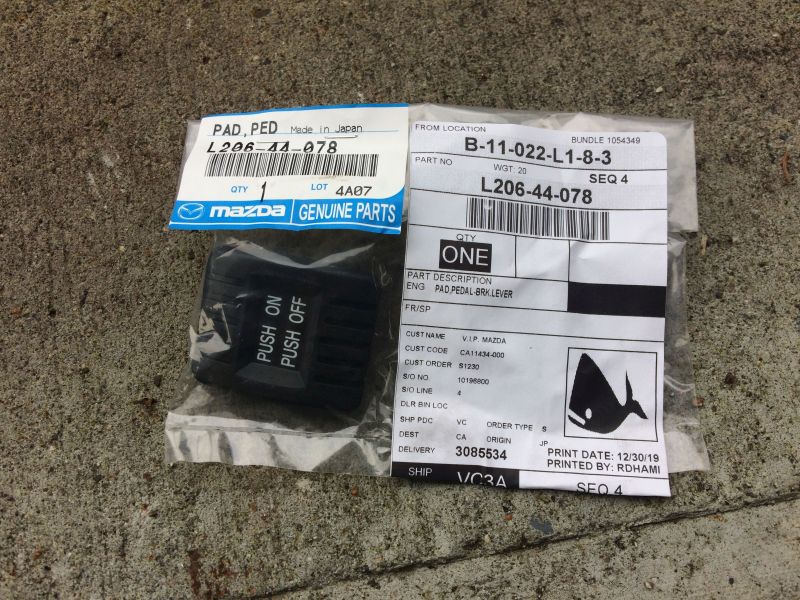 PAD, PED Made in Japan
L206-44-078
QTY 1 LOT 4A07
mazda GENUINE PARTS
PUSH ON
PUSH OFF
FROM LOCATION
BUNDLE 1054349
B-11-022-L1-8-3
PART NO WGT: 20 SEQ 4
L206-44-078
QTY
ONE
PART DESCRIPTION
ENG PAD,PEDAL-BRK,LEVER
FR/SP
CUST NAME V.I.P. MAZDA
CUST CODE CA11434-000
CUST ORDER S1230
S/O NO. 10198800
S/O LINE 4
DLR BIN LOC
SHP PDC VC ORDER TYPE S
DEST CA ORIGIN JP
DELIVERY 3085534
PRINT DATE: 12/30/19
PRINTED BY: RDHAMI
SHIP VC3A SEQ 4